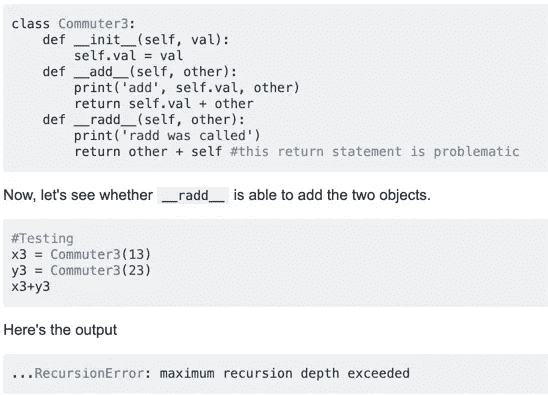 class Commuter3:
    def __init__(self, val):
        self.val = val
    def __add__(self, other):
        print('add', self.val, other)
        return self.val + other
    def __radd__(self, other):
        print('radd was called')
        return other + self #this return statement is problematic
Now, let's see whether __radd__ is able to add the two objects.
#Testing
x3 = Commuter3(13)
y3 = Commuter3(23)
x3+y3
Here's the output
...RecursionError: maximum recursion depth exceeded